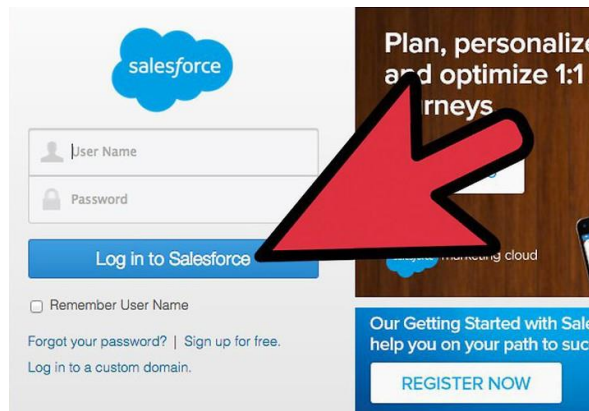 salesforce
User Name
Password
Log in to Salesforce
Remember User Name
Forgot your password? | Sign up for free.
Log in to a custom domain.
Plan, personalize
and optimize 1:1
marketing cloud
Our Getting Started with Sale
help you on your path to suc
REGISTER NOW